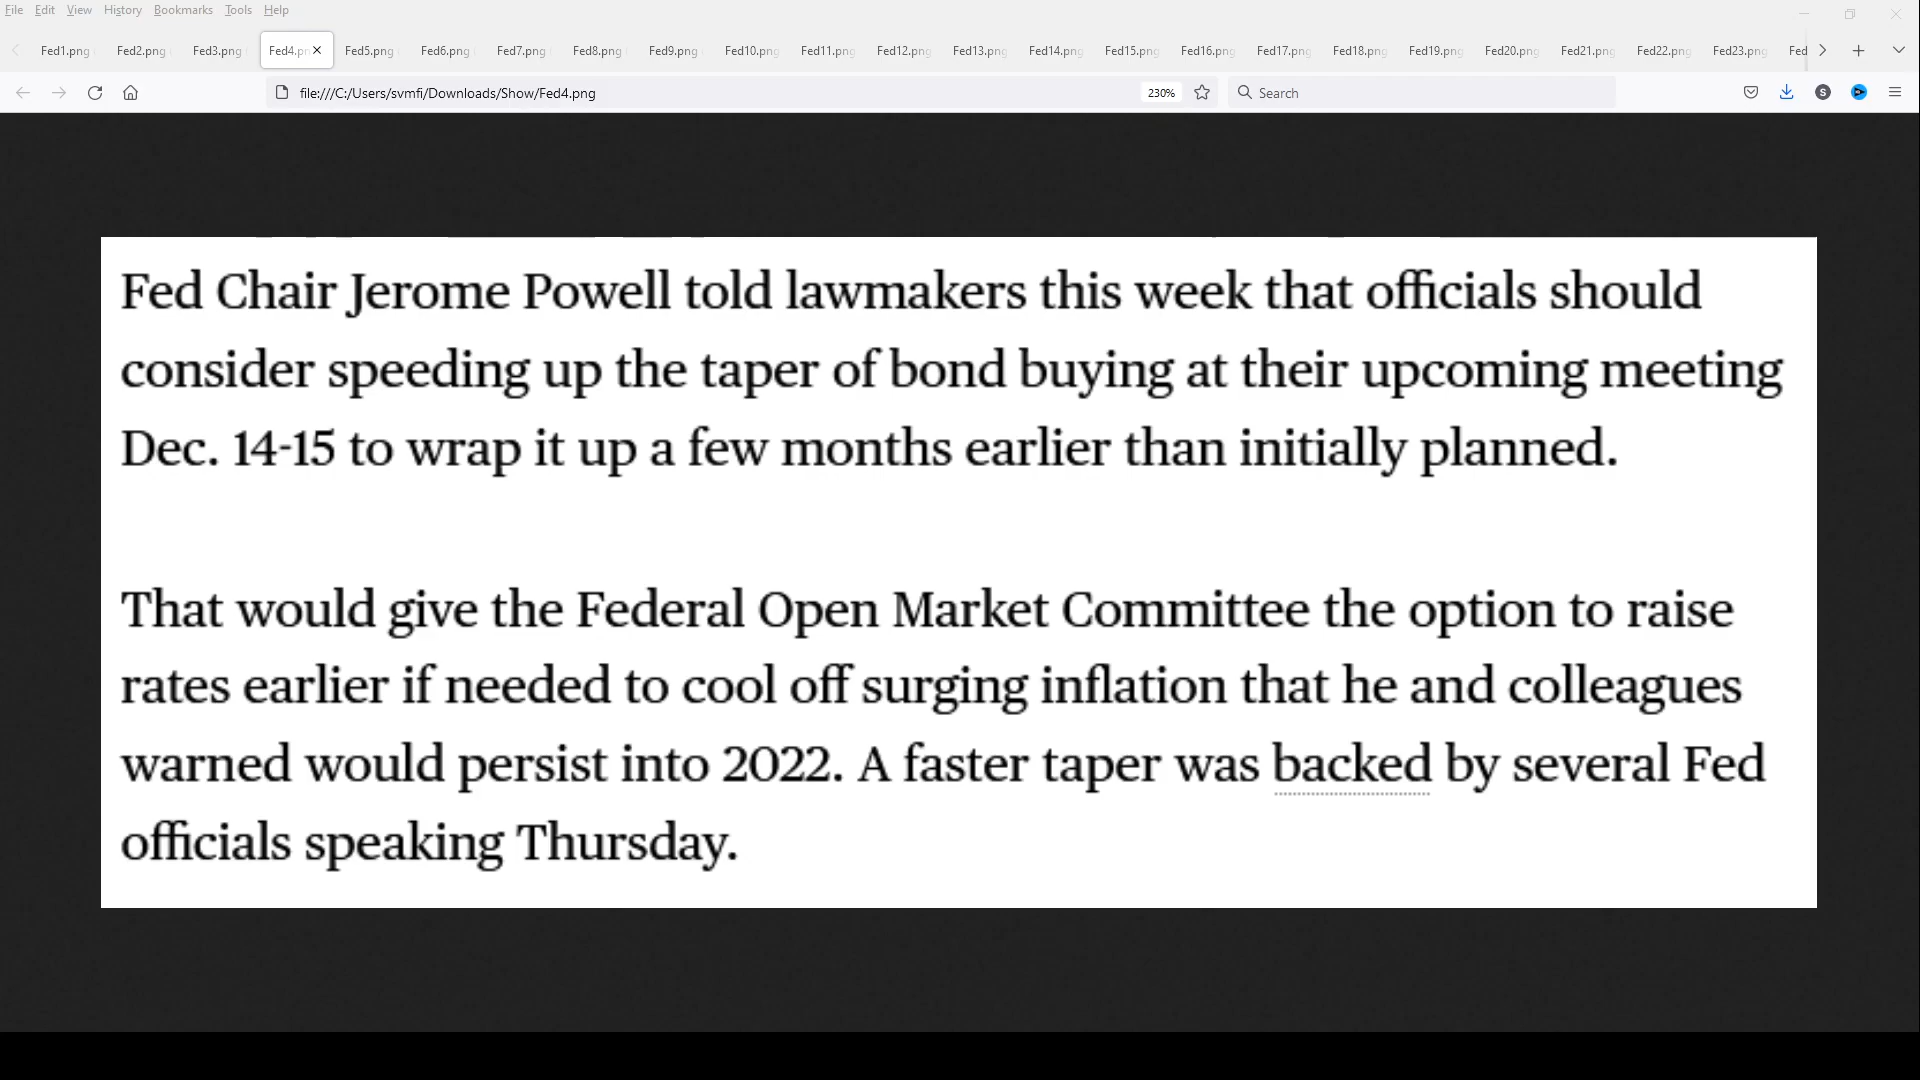 File Edit View History Bookmarks Tools Help
Fed1.png Fed2.png Fed3.png Fed4.pn Fed5.png Fed6.png Fed7.png Fed8.png Fed9.png Fed10.png Fed11.png Fed12.png Fed13.png Fed14.png Fed15.png Fed16.png Fed17.png Fed18.png Fed19.png Fed20.png Fed21.png Fed22.png Fed23.png Fed
file:///C:/Users/svmfi/Downloads/Show/Fed4.png 230% Search S
Fed Chair Jerome Powell told lawmakers this week that officials should
consider speeding up the taper of bond buying at their upcoming meeting
Dec. 14-15 to wrap it up a few months earlier than initially planned.
That would give the Federal Open Market Committee the option to raise
rates earlier if needed to cool off surging inflation that he and colleagues
warned would persist into 2022. A faster taper was backed by several Fed
officials speaking Thursday.